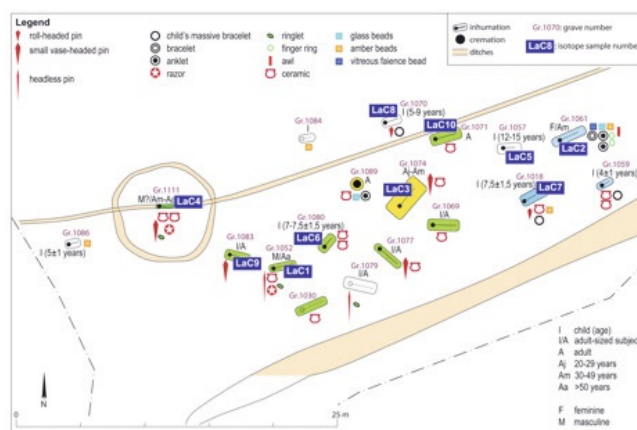 Legend
roll-headed pin
small vase-headed pin
headless pin
child's massive bracelet
bracelet
anklet
razor
ringlet
finger ring
awl
ceramic
glass beads
amber beads
vitreous faience bead
inhumation
cremation
ditches
Gr.1070: grave number
LaC8 : isotope sample number
Gr.1084
I
LaC8
Gr.1070
I (5-9 years)
LaC10
Gr.1071
A
Gr.1057
I (12-15 years)
LaC5
Gr.1061
F/Am
LaC2
Gr.1059
I (4±1 years)
Gr.1089
A
Gr.1074
Aj-Am
LaC3
Gr.1018
I (7,5±1,5 years)
LaC7
Gr.1111
M?/Am-Aa
LaC4
Gr.1069
I/A
Gr.1086
I (5±1 years)
Gr.1083
I/A
LaC9
Gr.1080
I (7-7,5±1,5 years)
LaC6
Gr.1052
M/Aa
LaC1
Gr.1077
I/A
Gr.1079
I/A
Gr.1030
N
0
25 m
I child (age)
I/A adult-sized subject
A adult
Aj 20-29 years
Am 30-49 years
Aa >50 years
F feminine
M masculine